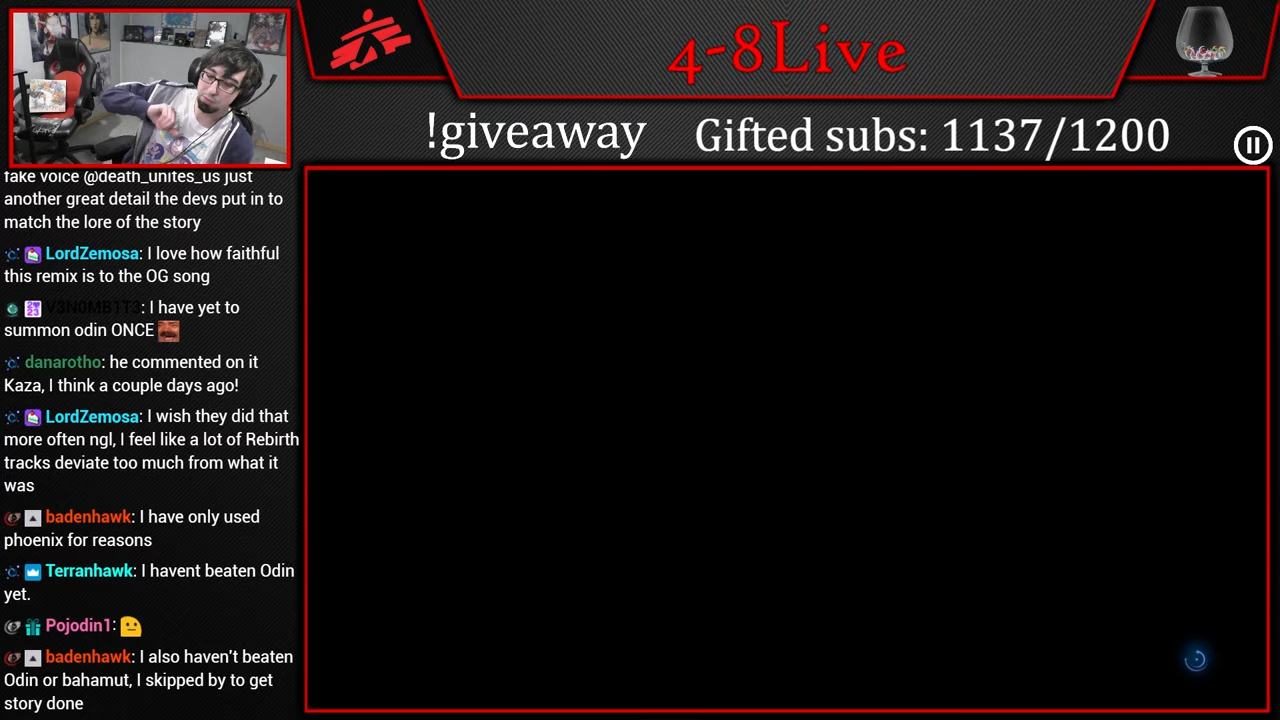 4-8Live
!giveaway
Gifted subs: 1137/1200
fake voice @death_unites_us just
another great detail the devs put in to
match the lore of the story
LordZemosa: I love how faithful
this remix is to the OG song
V3N0MB1T3: I have yet to
summon odin ONCE
danarotho: he commented on it
Kaza, I think a couple days ago!
LordZemosa: I wish they did that
more often ngl, I feel like a lot of Rebirth
tracks deviate too much from what it
was
badenhawk: I have only used
phoenix for reasons
Terranhawk: I havent beaten Odin
yet.
Pojodin1:
badenhawk: I also haven't beaten
Odin or bahamut, I skipped by to get
story done